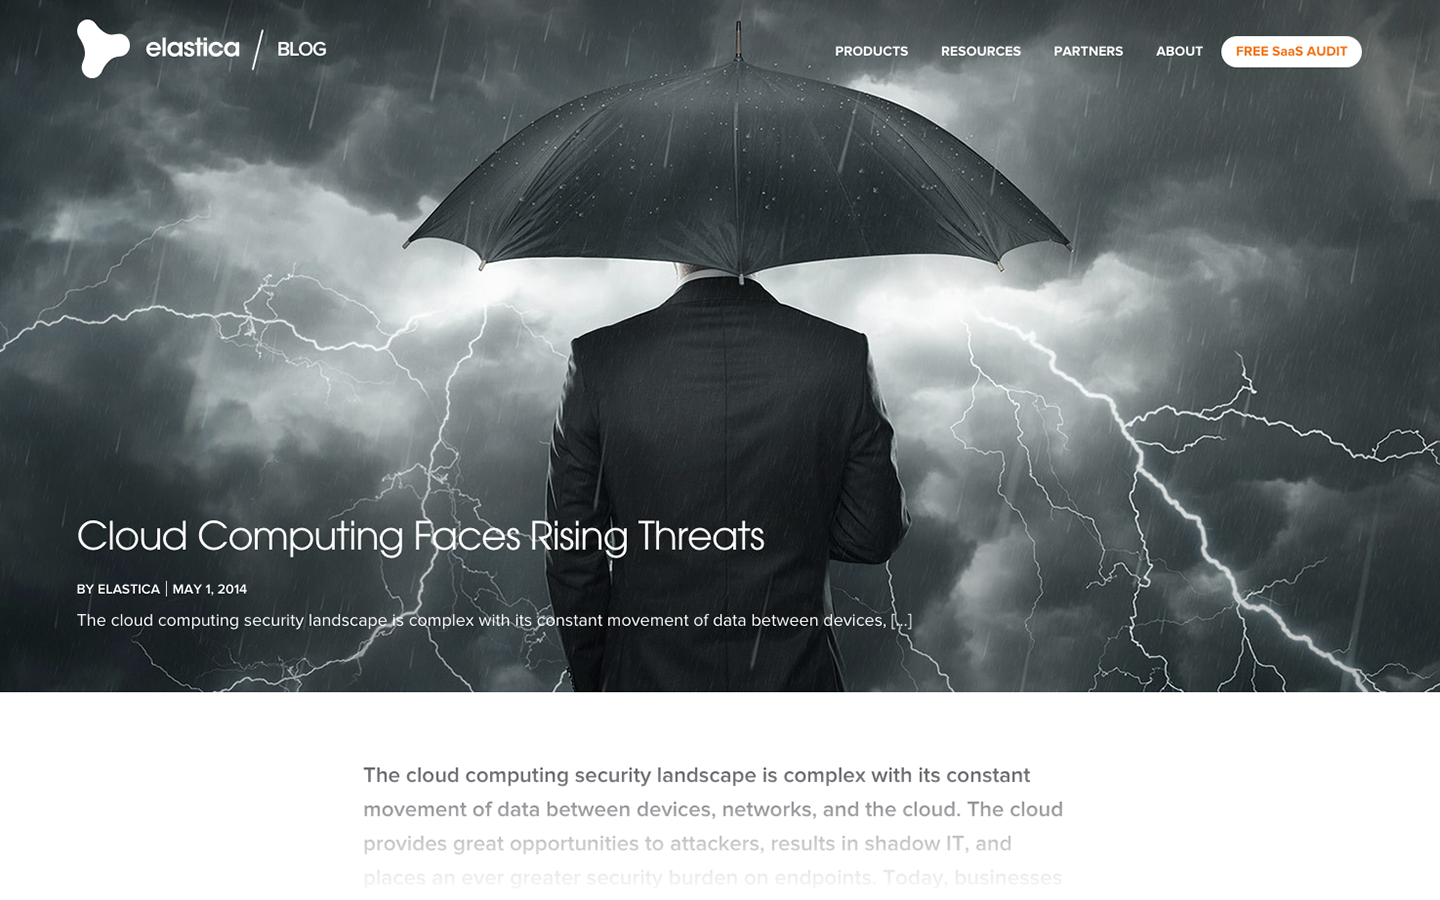 elastica / BLOG
PRODUCTS RESOURCES PARTNERS ABOUT FREE SaaS AUDIT
Cloud Computing Faces Rising Threats
BY ELASTICA | MAY 1, 2014
The cloud computing security landscape is complex with its constant movement of data between devices, [...]
The cloud computing security landscape is complex with its constant
movement of data between devices, networks, and the cloud. The cloud
provides great opportunities to attackers, results in shadow IT, and
places an ever greater security burden on endpoints. Today, businesses